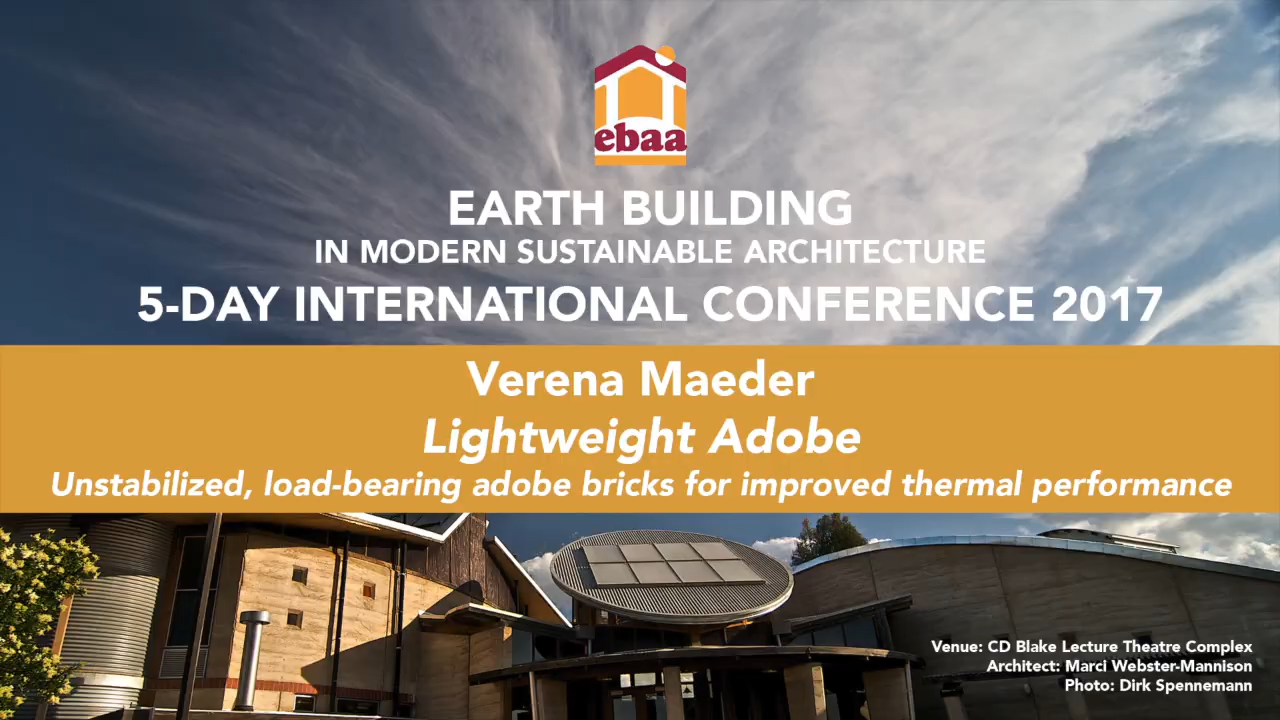 ebaa
EARTH BUILDING
IN MODERN SUSTAINABLE ARCHITECTURE
5-DAY INTERNATIONAL CONFERENCE 2017
Verena Maeder
Lightweight Adobe
Unstabilized, load-bearing adobe bricks for improved thermal performance
Venue: CD Blake Lecture Theatre Complex
Architect: Marci Webster-Mannison
Photo: Dirk Spennemann